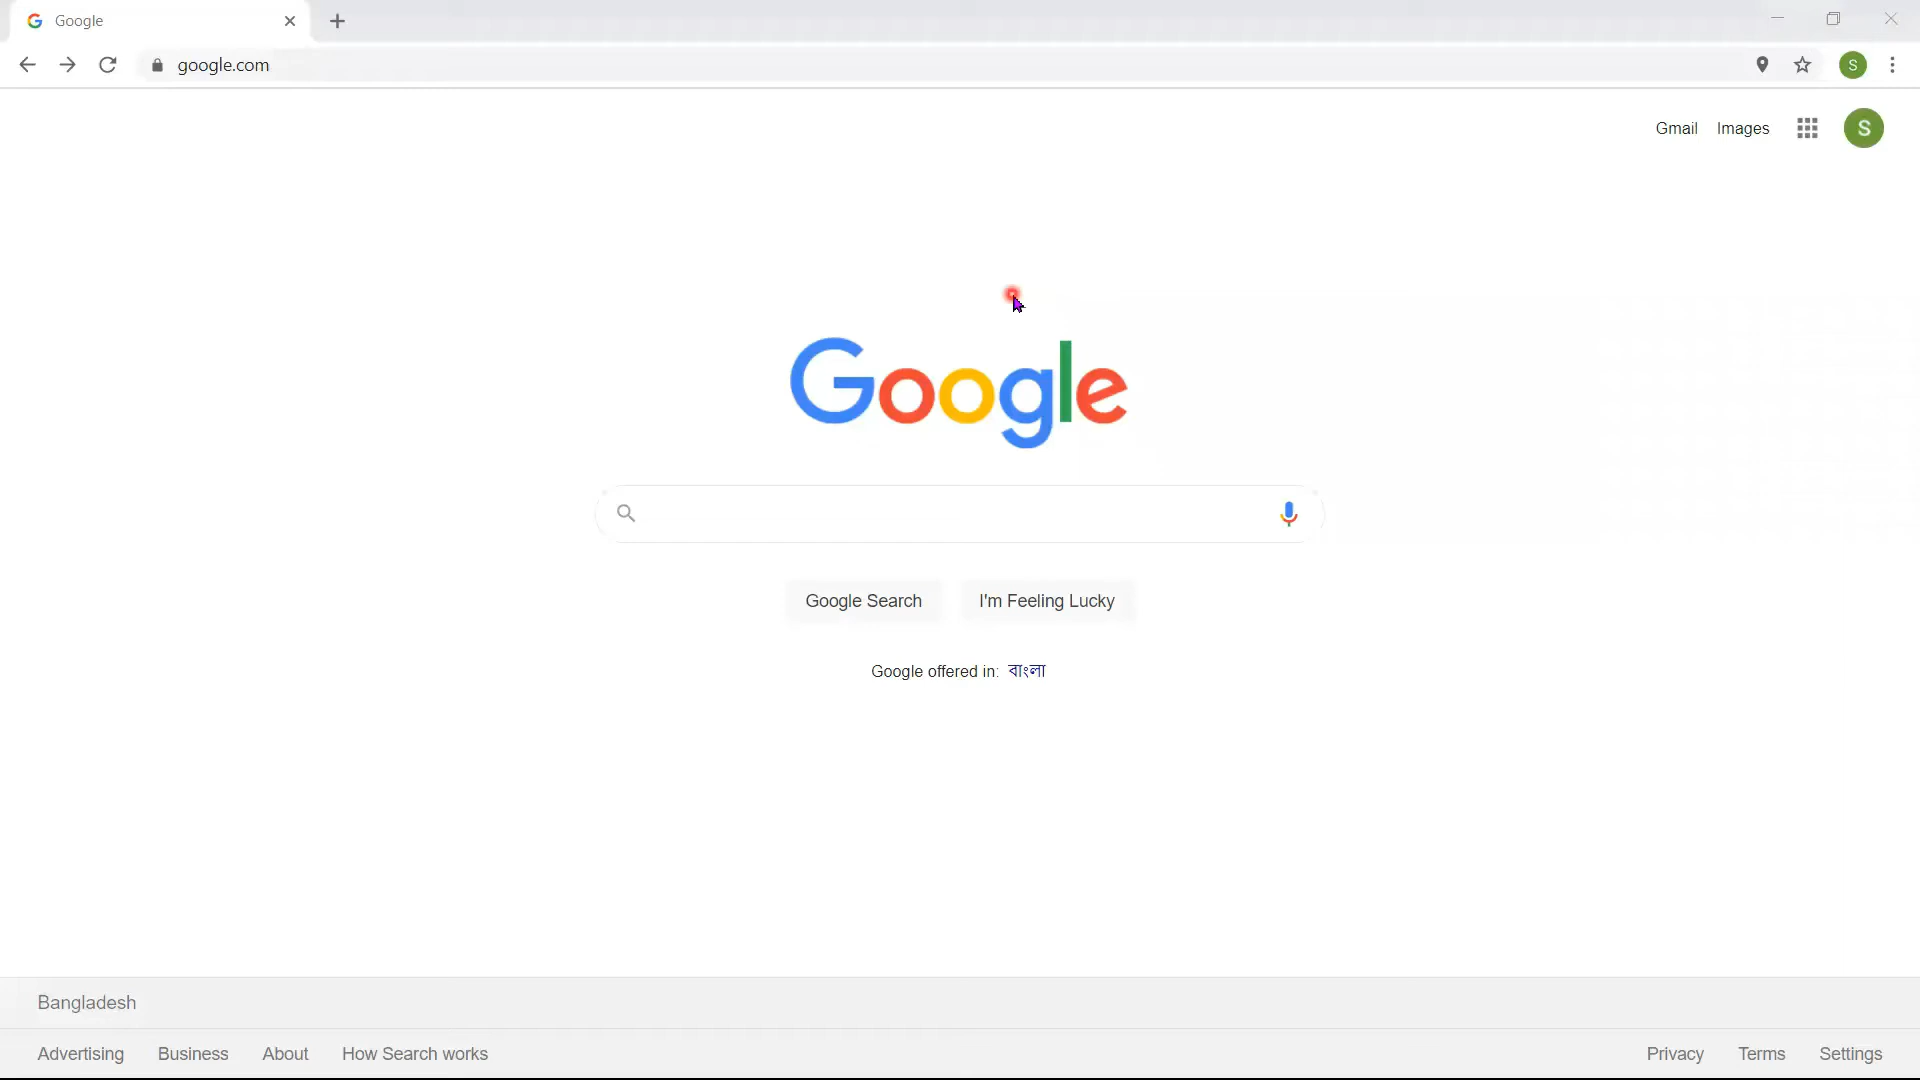 Google
google.com
S
Gmail Images S
Google
Google Search I'm Feeling Lucky
Google offered in: বাংলা
Bangladesh
Advertising Business About How Search works Privacy Terms Settings